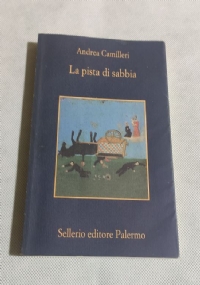 Andrea Camilleri
La pista di sabbia
Sellerio editore Palermo